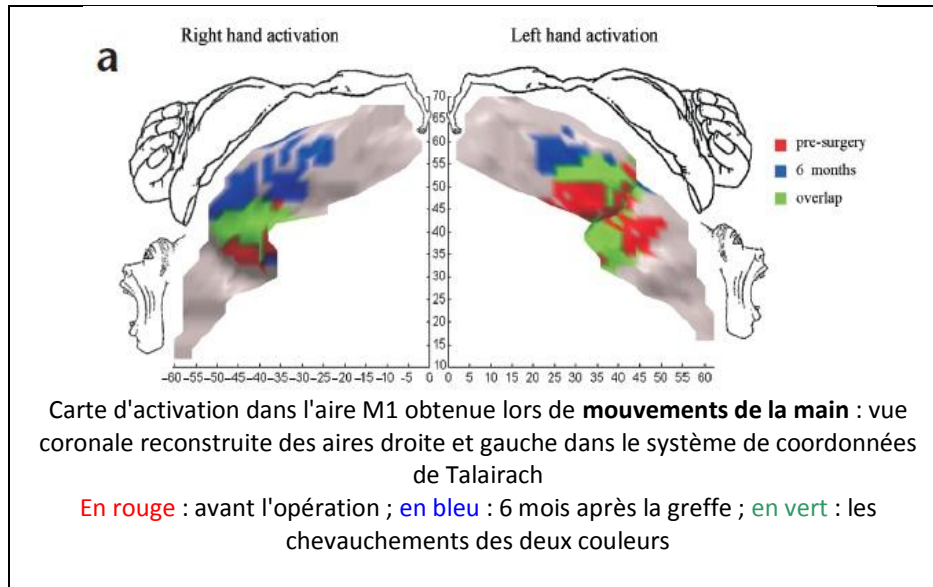 Right hand activation
Left hand activation
a
70
65
60
55
50
45
40
35
30
25
20
15
10
pre-surgery
6 months
overlap
-60 -55 -50 -45 -40 -35 -30 -25 -20 -15 -10 -5 0
0 5 10 15 20 25 30 35 40 45 50 55 60
Carte d'activation dans l'aire M1 obtenue lors de mouvements de la main : vue
coronale reconstruite des aires droite et gauche dans le système de coordonnées
de Talairach
En rouge : avant l'opération ; en bleu : 6 mois après la greffe ; en vert : les
chevauchements des deux couleurs